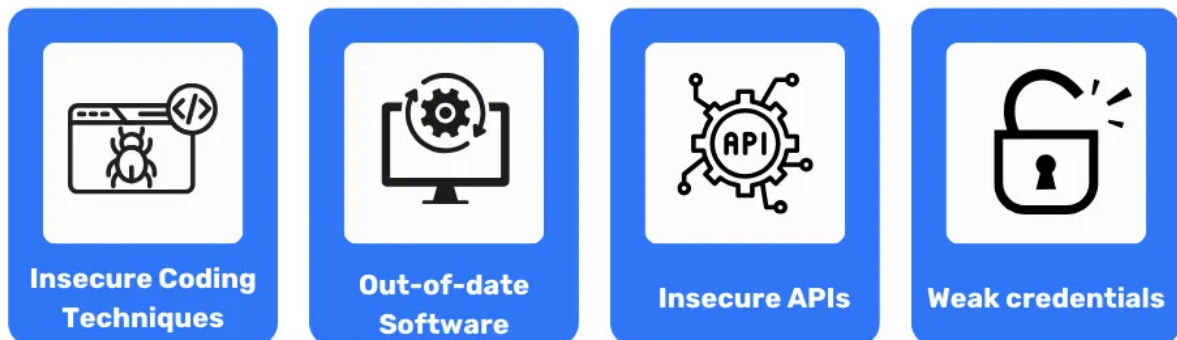 </>
API
Insecure Coding
Techniques
Out-of-date
Software
Insecure APIs
Weak credentials